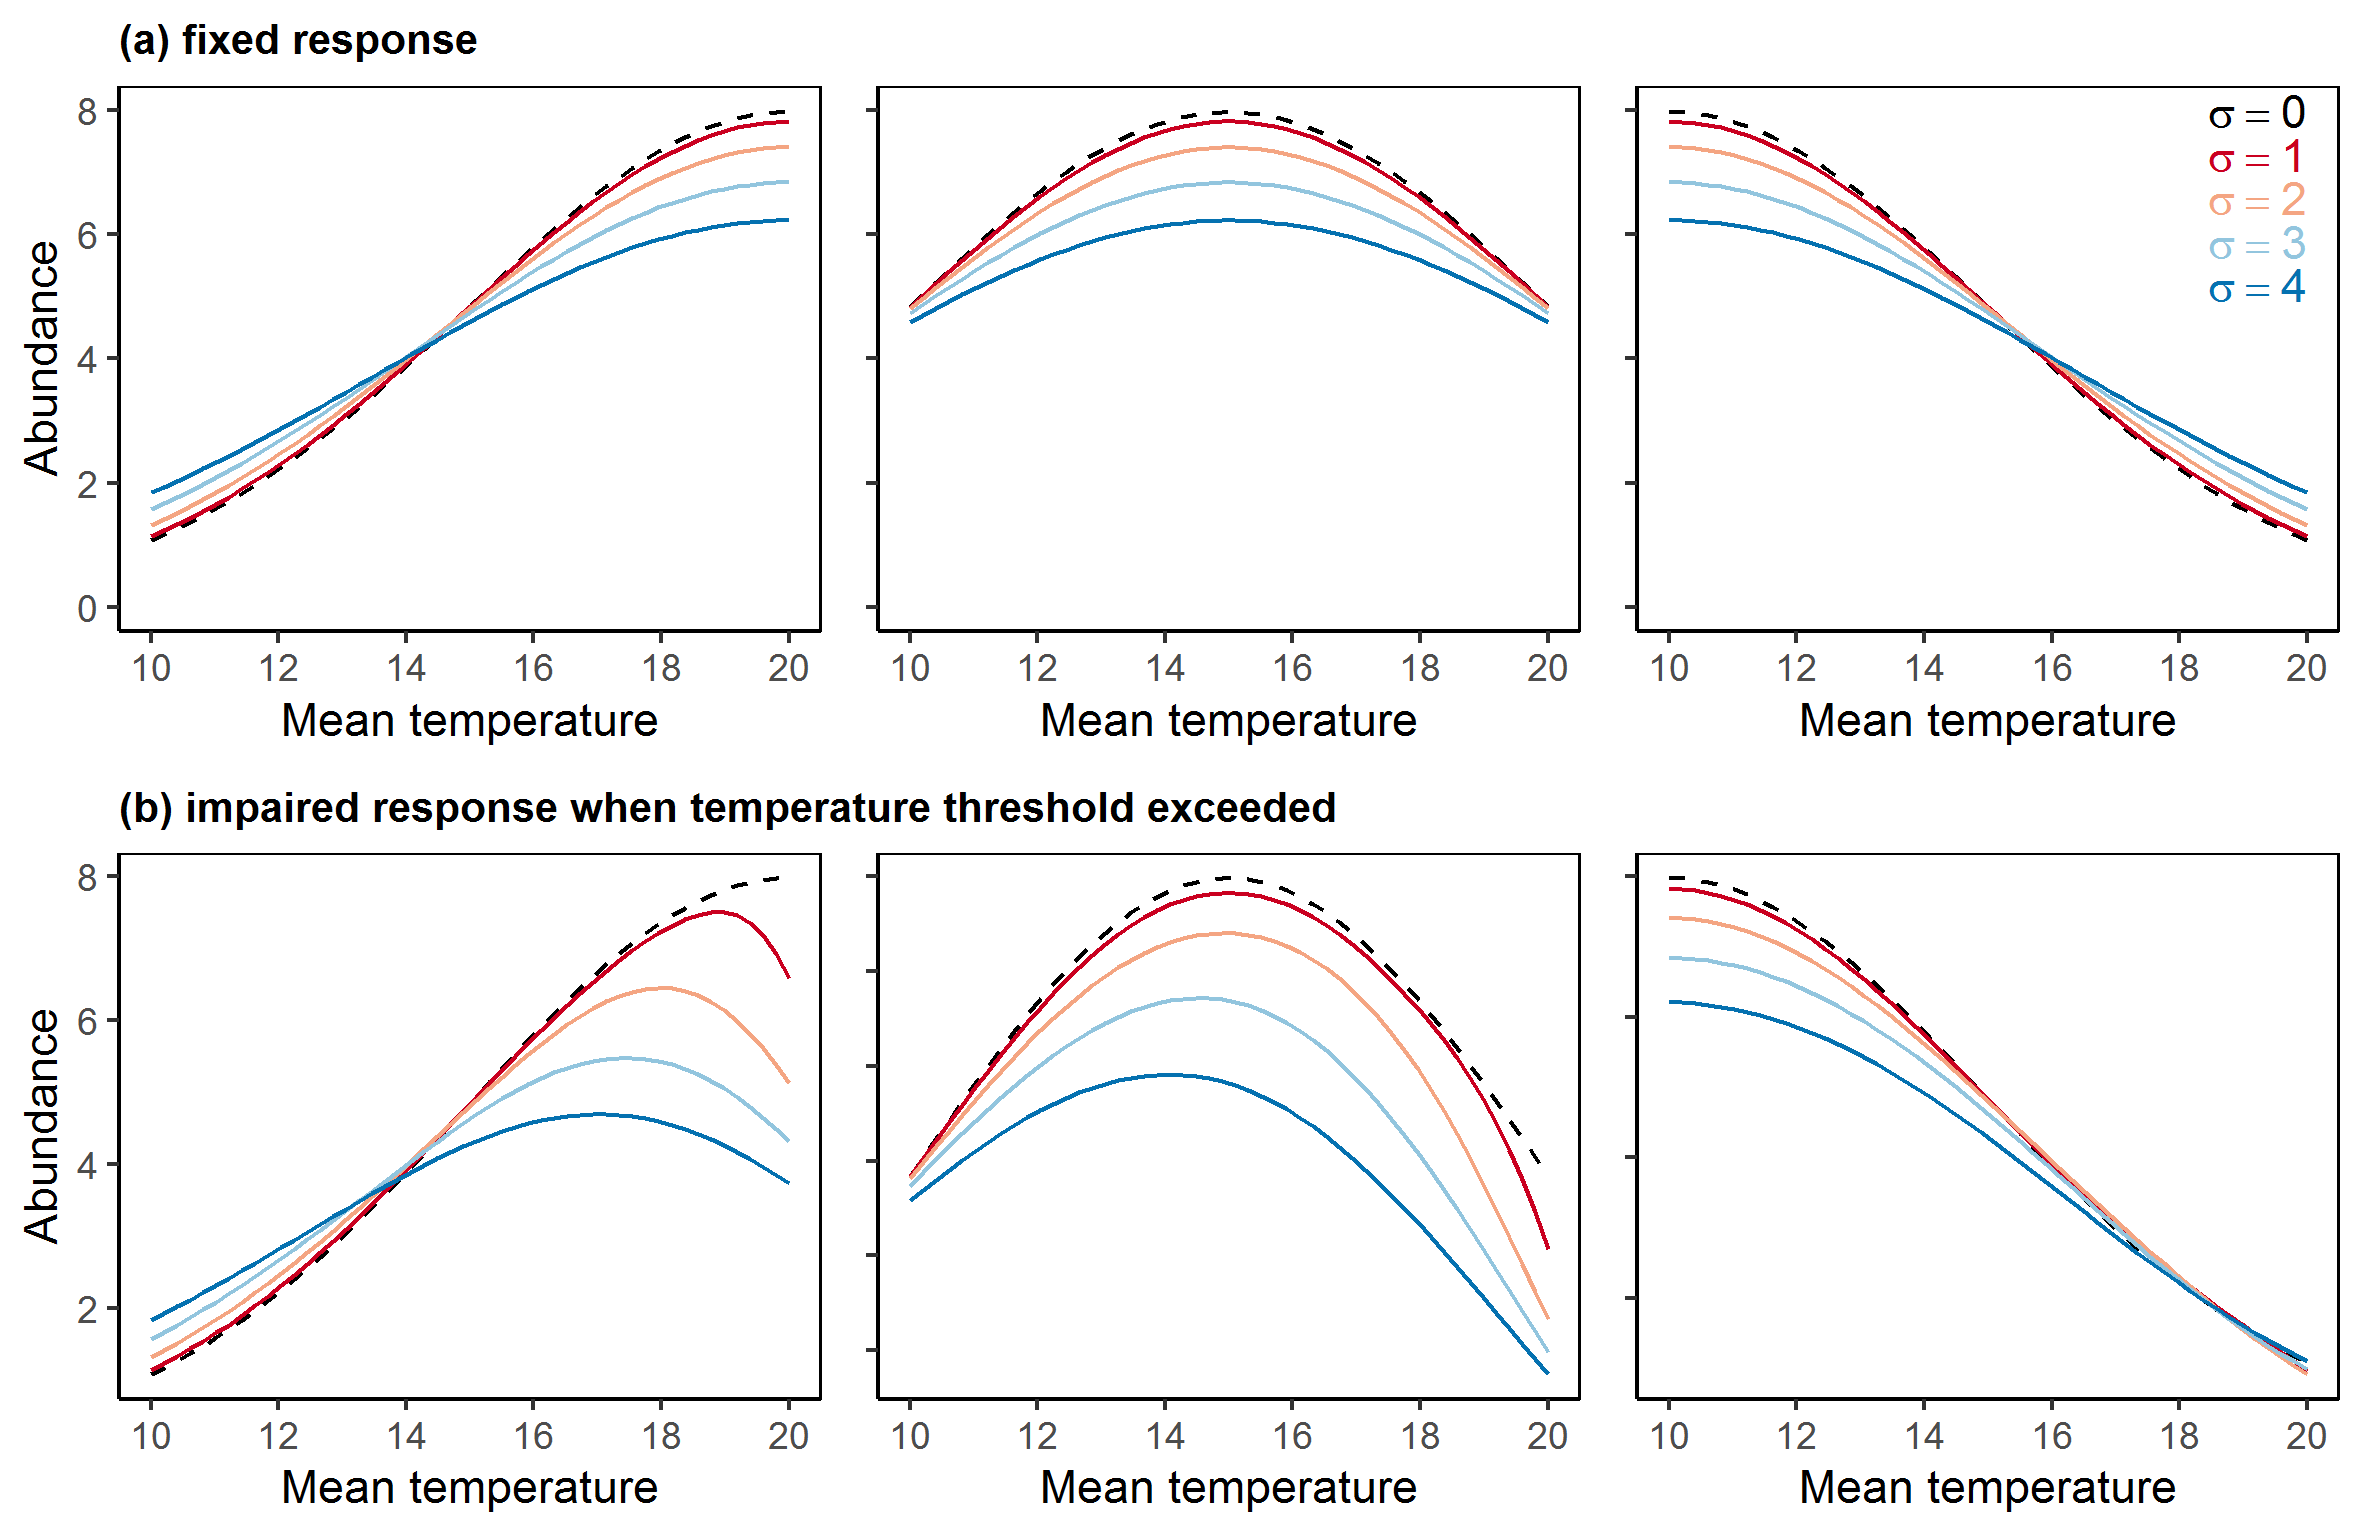 (a) fixed response
8
6
4
2
0
Abundance
σ = 0
σ = 1
σ = 2
σ = 3
σ = 4
10 12 14 16 18 20
10 12 14 16 18 20
10 12 14 16 18 20
Mean temperature
Mean temperature
Mean temperature
(b) impaired response when temperature threshold exceeded
8
6
4
2
Abundance
10 12 14 16 18 20
10 12 14 16 18 20
10 12 14 16 18 20
Mean temperature
Mean temperature
Mean temperature